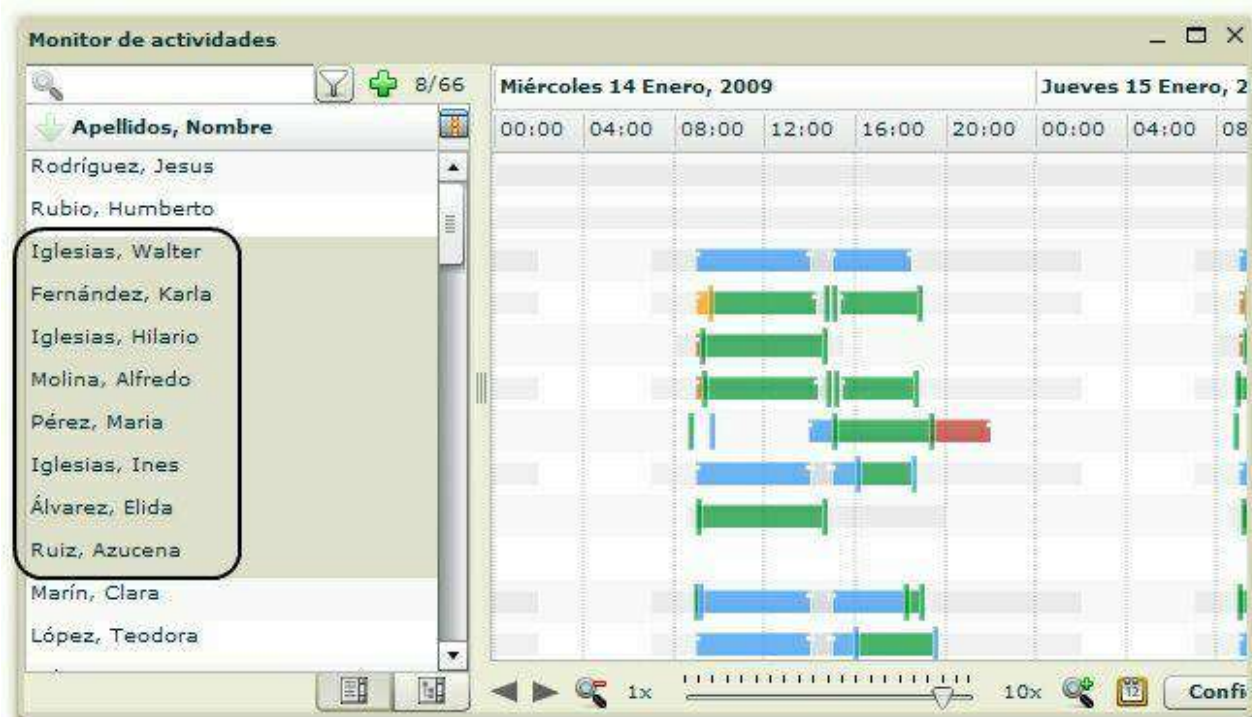 Monitor de actividades
8/66
Miércoles 14 Enero, 2009
Jueves 15 Enero, 2
Apellidos, Nombre
00:00 04:00 08:00 12:00 16:00 20:00 00:00 04:00 08
Rodríguez, Jesus
Rubio, Humberto
Iglesias, Walter
Fernández, Karla
Iglesias, Hilario
Molina, Alfredo
Pérez, Maria
Iglesias, Ines
Álvarez, Elida
Ruiz, Azucena
Marín, Clara
López, Teodora
1x
10x
12
Confi